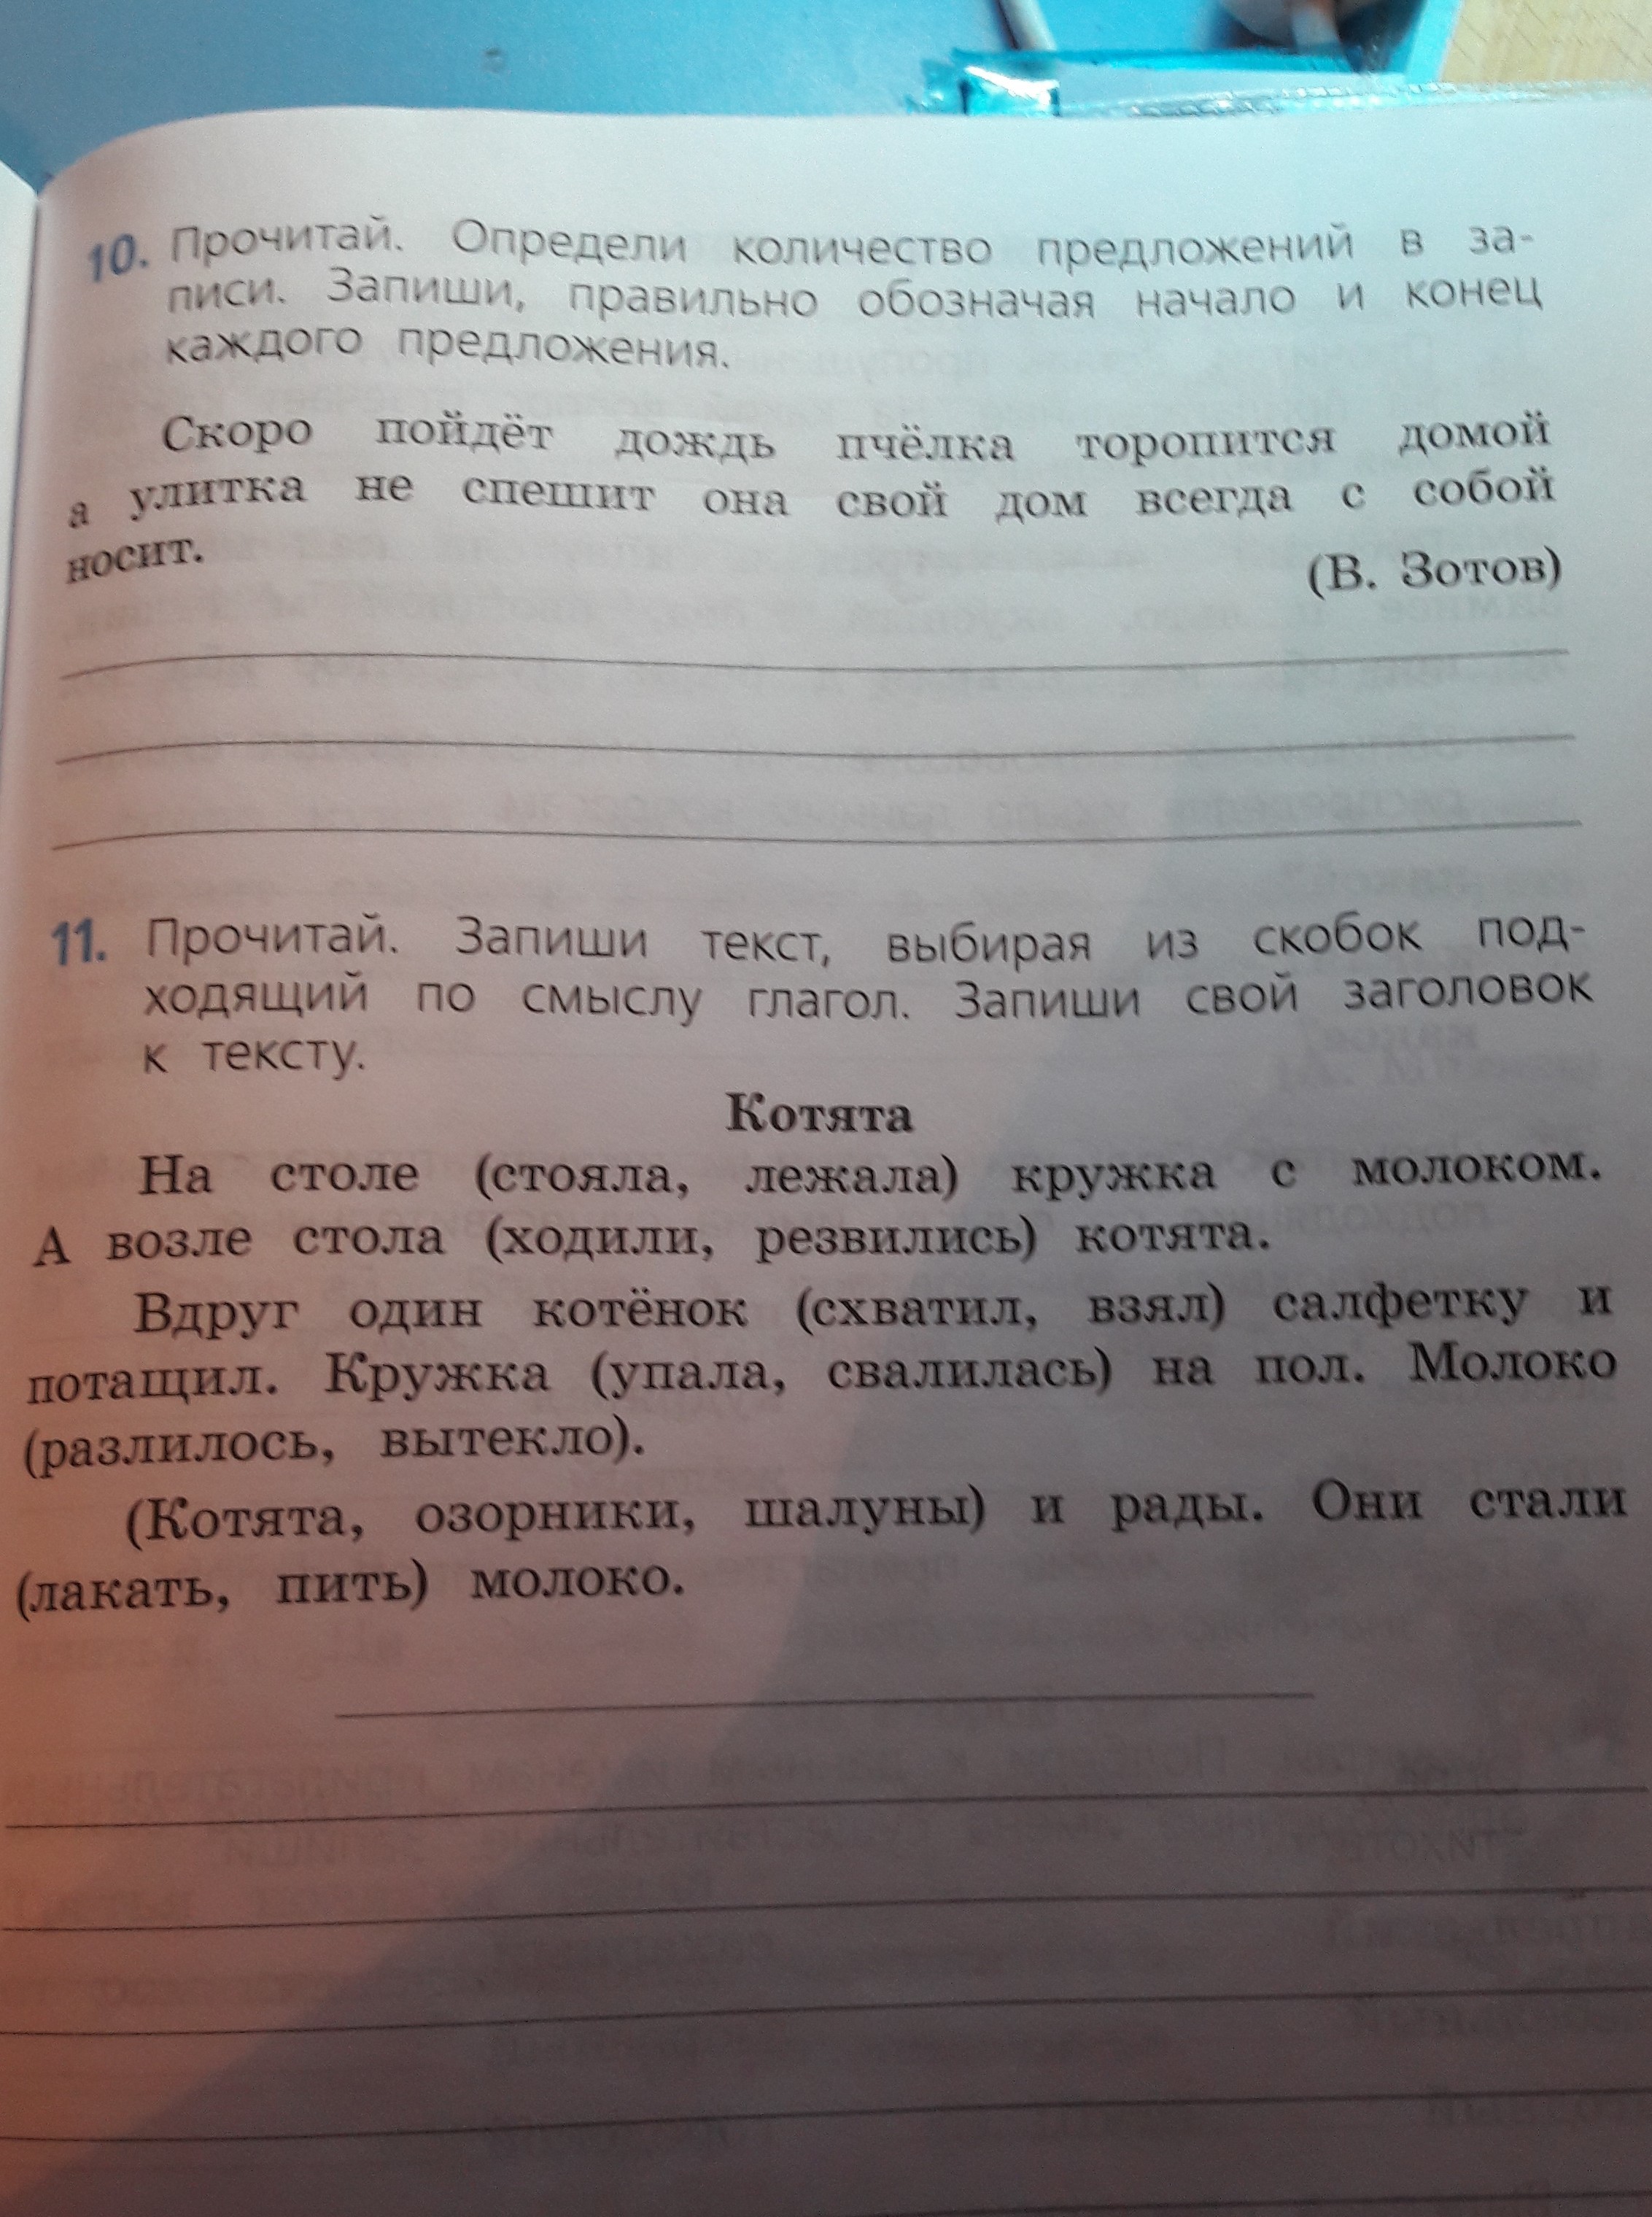 10. Прочитай. Определи количество предложений в за-
писи. Запиши, правильно обозначая начало и конец
каждого предложения.
Скоро пойдёт дождь пчёлка торопится домой
а улитка не спешит она свой дом всегда с собой
носит.
(В. Зотов)
11. Прочитай. Запиши текст, выбирая из скобок под-
ходящий по смыслу глагол. Запиши свой заголовок
к тексту.
Котята
На столе (стояла, лежала) кружка с молоком.
А возле стола (ходили, резвились) котята.
Вдруг один котёнок (схватил, взял) салфетку и
потащил. Кружка (упала, свалилась) на пол. Молоко
(разлилось, вытекло).
(Котята, озорники, шалуны) и рады. Они стали
(лакать, пить) молоко.